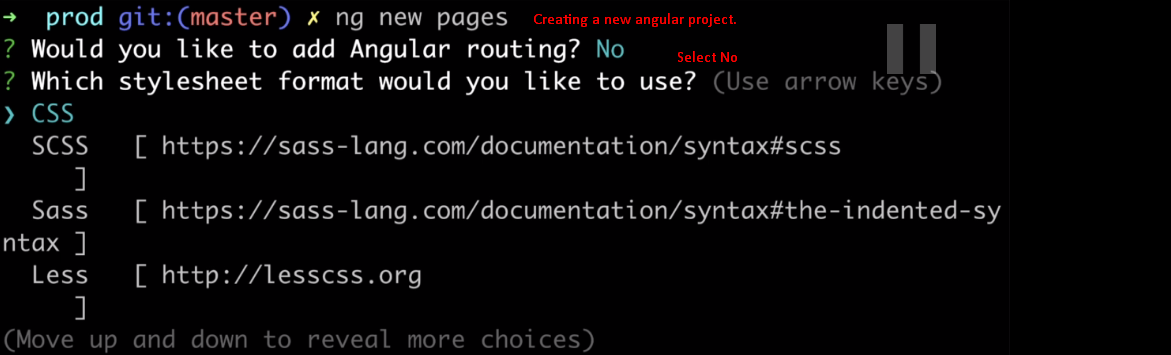 ➜ prod git:(master) ✗ ng new pages Creating a new angular project.
? Would you like to add Angular routing? No
Select No
? Which stylesheet format would you like to use? (Use arrow keys)
❯ CSS
SCSS [ https://sass-lang.com/documentation/syntax#scss
]
Sass [ https://sass-lang.com/documentation/syntax#the-indented-sy
ntax ]
Less [ http://lesscss.org
]
(Move up and down to reveal more choices)